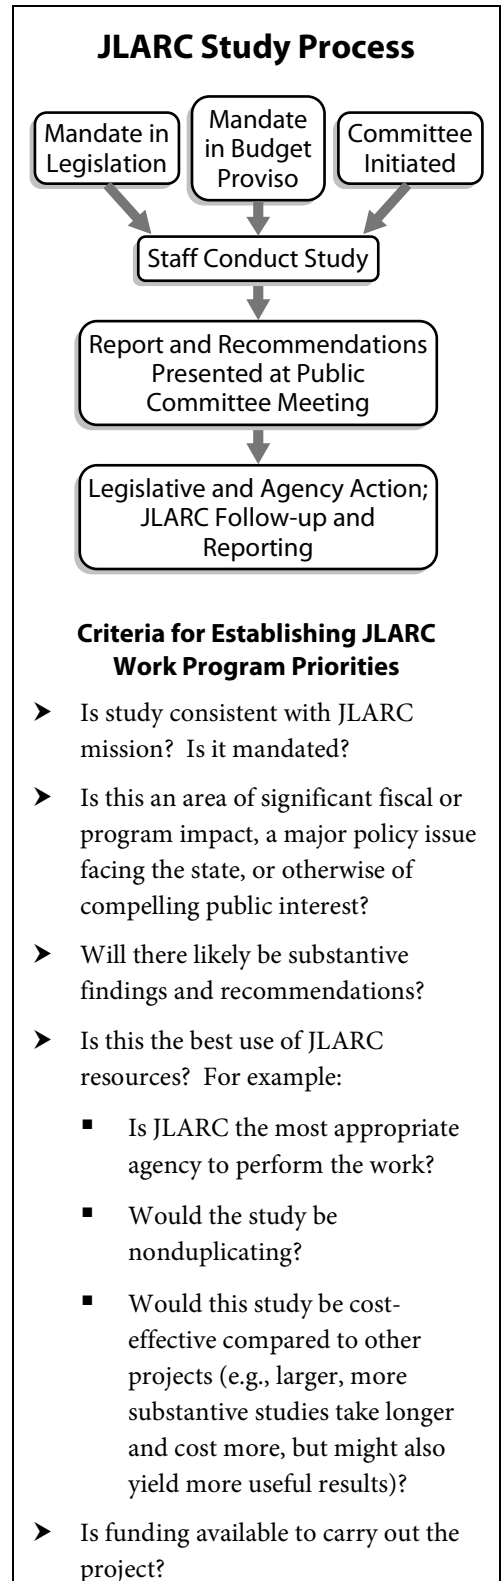 JLARC Study Process
Mandate in
Legislation
Mandate
in Budget
Proviso
Committee
Initiated
Staff Conduct Study
Report and Recommendations
Presented at Public
Committee Meeting
Legislative and Agency Action;
JLARC Follow-up and
Reporting
Criteria for Establishing JLARC
Work Program Priorities
➤ Is study consistent with JLARC
mission?  Is it mandated?
➤ Is this an area of significant fiscal or
program impact, a major policy issue
facing the state, or otherwise of
compelling public interest?
➤ Will there likely be substantive
findings and recommendations?
➤ Is this the best use of JLARC
resources?  For example:
▪ Is JLARC the most appropriate
agency to perform the work?
▪ Would the study be
nonduplicating?
▪ Would this study be cost-
effective compared to other
projects (e.g., larger, more
substantive studies take longer
and cost more, but might also
yield more useful results)?
➤ Is funding available to carry out the
project?